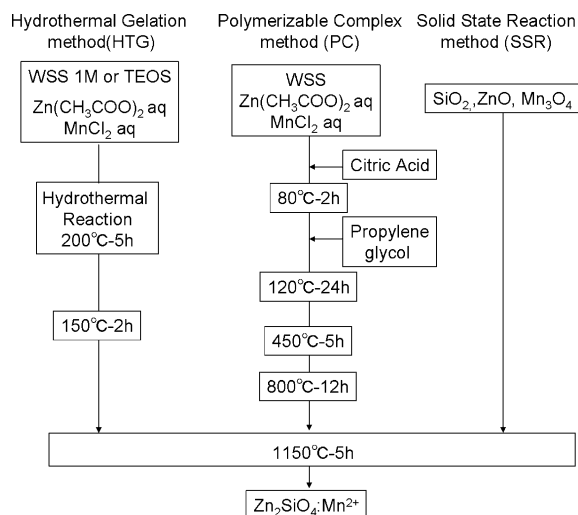 Hydrothermal Gelation
method(HTG)
WSS 1M or TEOS
Zn(CH₃COO)₂ aq
MnCl₂ aq
Hydrothermal
Reaction
200℃-5h
150℃-2h
Polymerizable Complex
method (PC)
WSS
Zn(CH₃COO)₂ aq
MnCl₂ aq
Citric Acid
80℃-2h
Propylene
glycol
120℃-24h
450℃-5h
800℃-12h
Solid State Reaction
method (SSR)
SiO₂,,ZnO, Mn₃O₄
1150℃-5h
Zn₂SiO₄:Mn²⁺